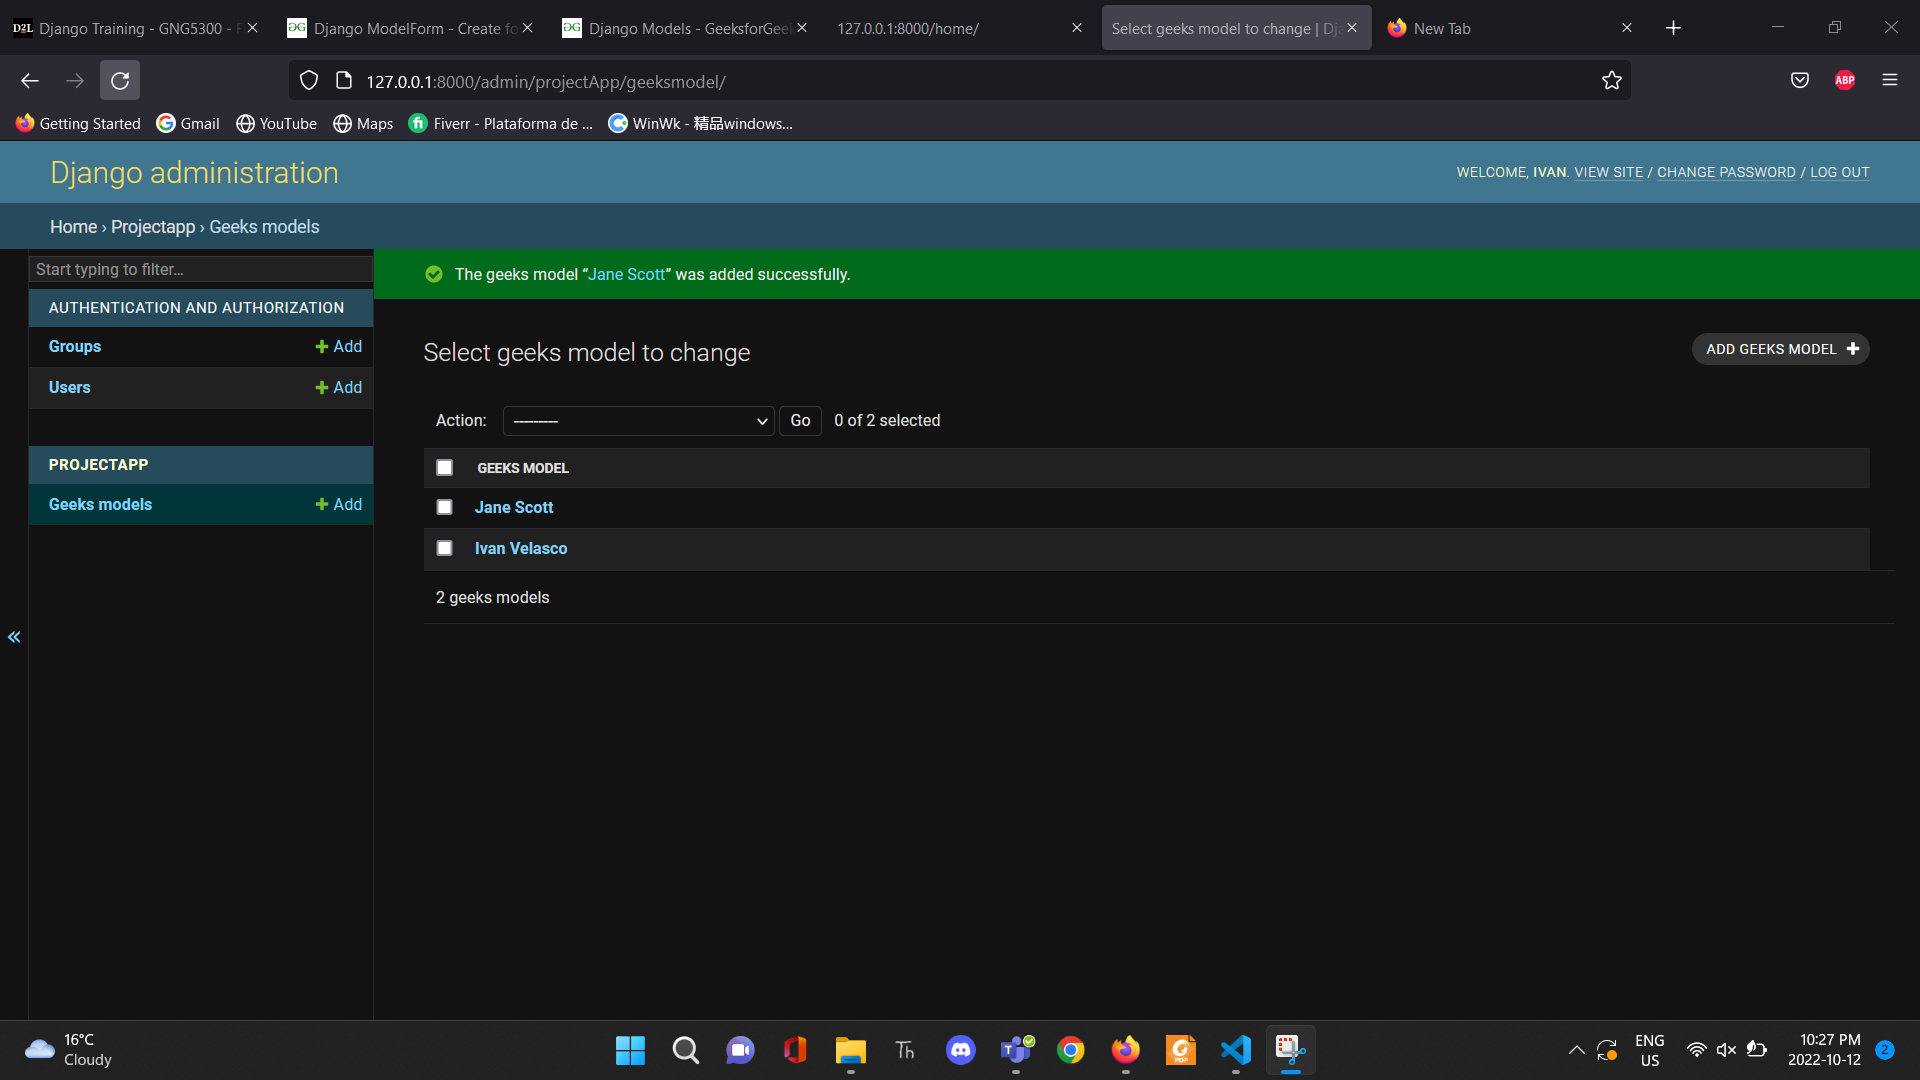 Django Training - GNG5300 -
Django ModelForm - Create fo
Django Models - GeeksforGeek
127.0.0.1:8000/home/
Select geeks model to change | Dja
New Tab
127.0.0.1:8000/admin/projectApp/geeksmodel/
ABP
Getting Started
Gmail
YouTube
Maps
Fiverr - Plataforma de ...
WinWk - 精品windows...
Django administration
WELCOME, IVAN. VIEW SITE / CHANGE PASSWORD / LOG OUT
Home › Projectapp › Geeks models
Start typing to filter...
The geeks model “Jane Scott” was added successfully.
AUTHENTICATION AND AUTHORIZATION
Groups
Add
Users
Add
PROJECTAPP
Geeks models
Add
Select geeks model to change
ADD GEEKS MODEL
Action:
---------
Go
0 of 2 selected
GEEKS MODEL
Jane Scott
Ivan Velasco
2 geeks models
«
16°C
Cloudy
ENG
US
10:27 PM
2022-10-12
2